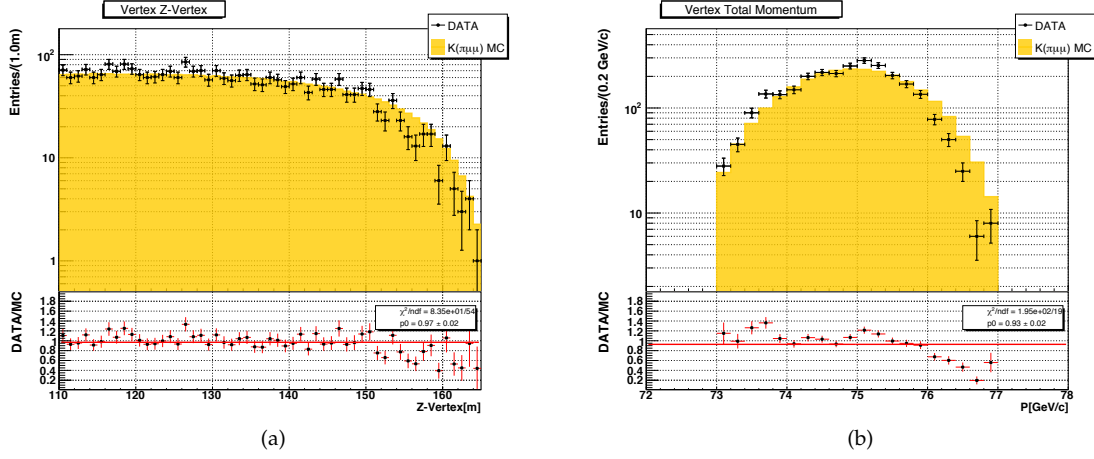 Vertex Z-Vertex
DATA
K(πμμ) MC
Entries/(1.0m)
10²
10
1
DATA/MC
1.8
1.6
1.4
1.2
1
0.8
0.6
0.4
0.2
χ²/ndf = 8.35e+01/54
p0 = 0.97 ± 0.02
110 120 130 140 150 160
Z-Vertex[m]
(a)
Vertex Total Momentum
DATA
K(πμμ) MC
Entries/(0.2 GeV/c)
10²
10
DATA/MC
1.8
1.6
1.4
1.2
1
0.8
0.6
0.4
0.2
χ²/ndf = 1.95e+02/19
p0 = 0.93 ± 0.02
72 73 74 75 76 77 78
P[GeV/c]
(b)